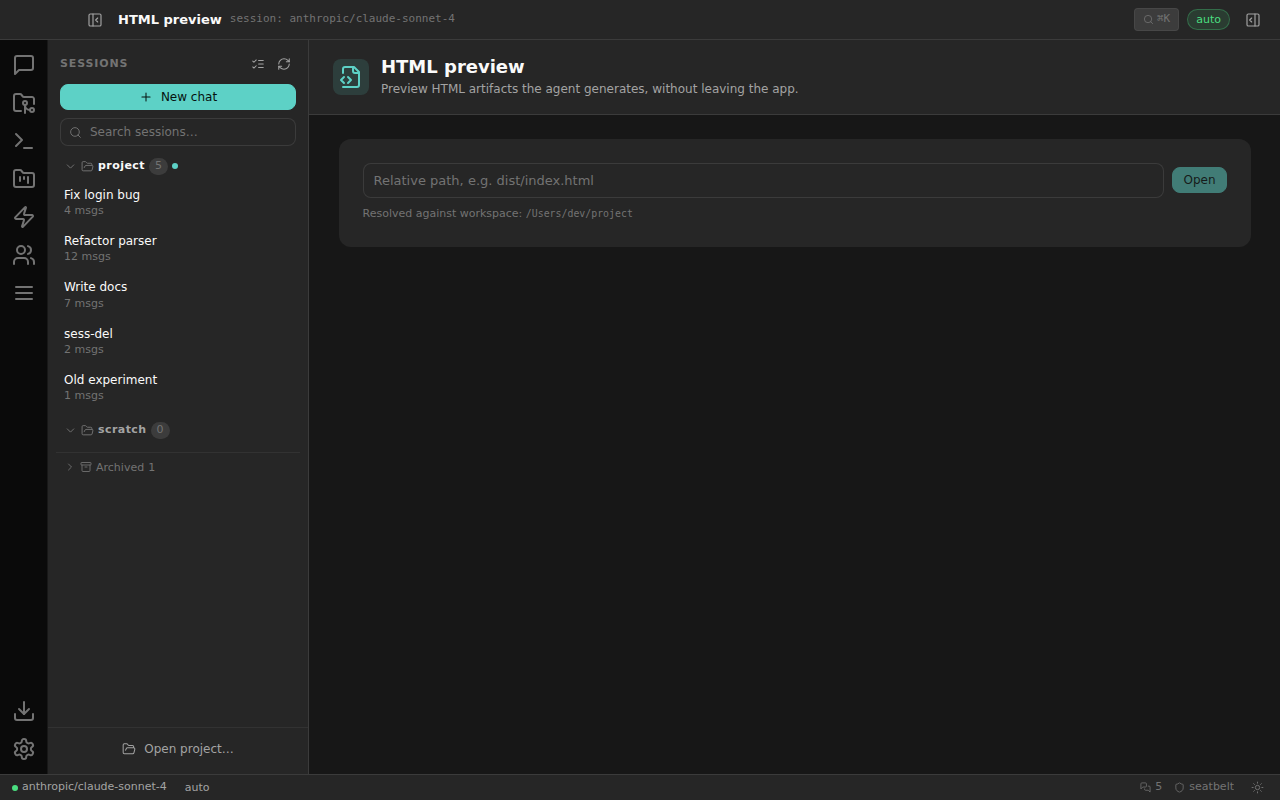 HTML preview session: anthropic/claude-sonnet-4
⌘K
auto
SESSIONS
New chat
Search sessions…
project 5
Fix login bug
4 msgs
Refactor parser
12 msgs
Write docs
7 msgs
sess-del
2 msgs
Old experiment
1 msgs
scratch 0
Archived 1
Open project…
HTML preview
Preview HTML artifacts the agent generates, without leaving the app.
Relative path, e.g. dist/index.html
Open
Resolved against workspace: /Users/dev/project
anthropic/claude-sonnet-4 auto
5 seatbelt